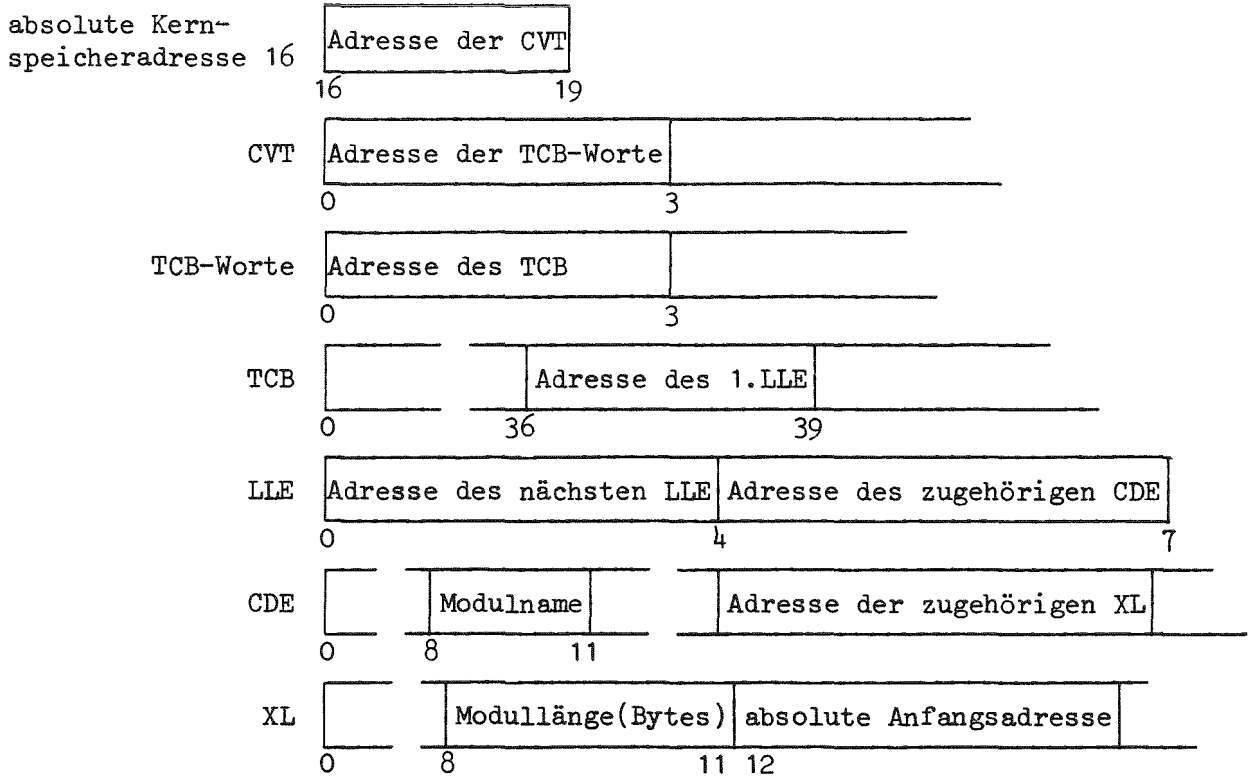 absolute Kern-
speicheradresse 16
Adresse der CVT
16 19
CVT Adresse der TCB-Worte
0 3
TCB-Worte Adresse des TCB
0 3
TCB Adresse des 1.LLE
0 36 39
LLE Adresse des nächsten LLE Adresse des zugehörigen CDE
0 4 7
CDE Modulname Adresse der zugehörigen XL
0 8 11
XL Modullänge(Bytes) absolute Anfangsadresse
0 8 11 12